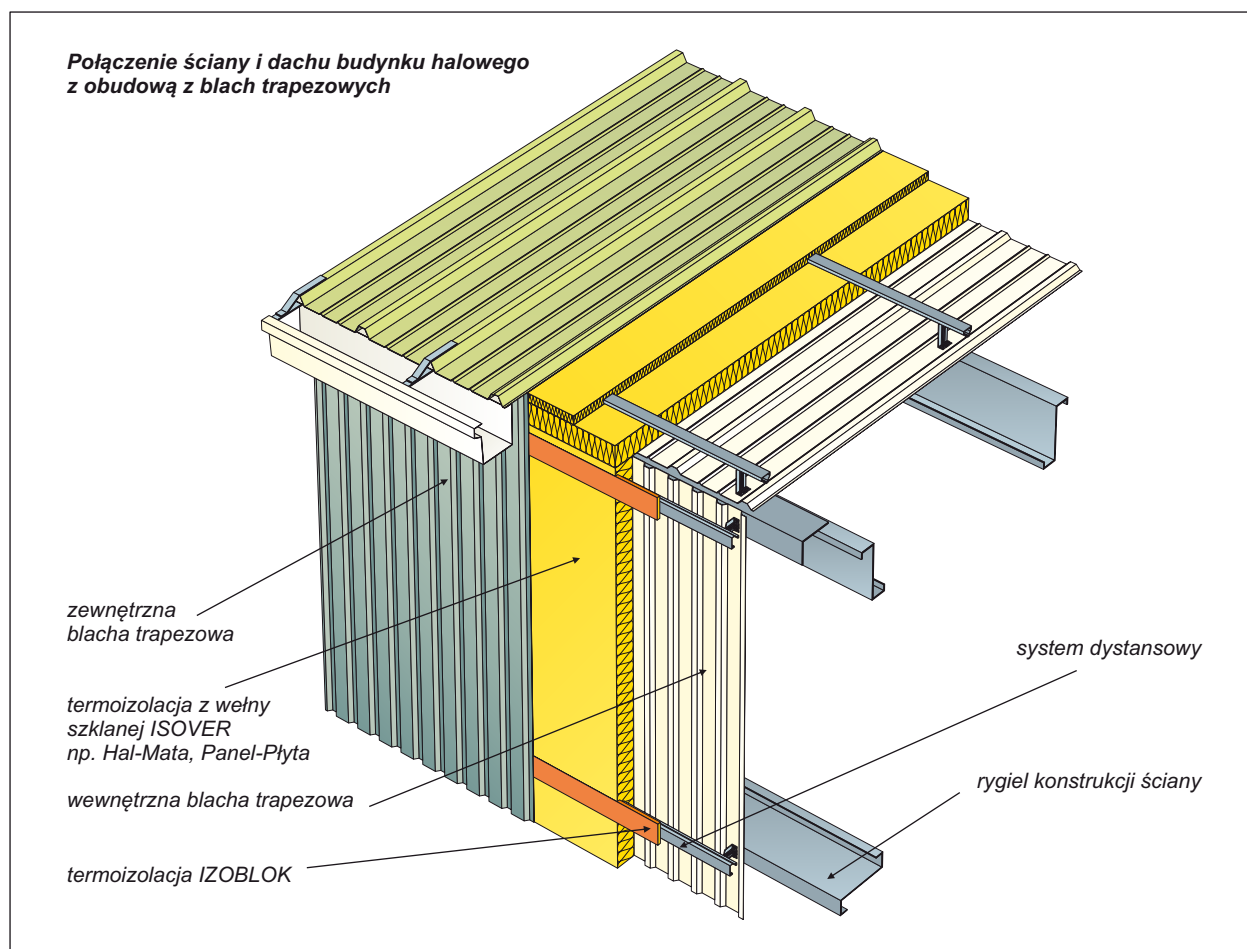 Połączenie ściany i dachu budynku halowego
z obudową z blach trapezowych
zewnętrzna
blacha trapezowa
system dystansowy
termoizolacja z wełny
szklanej ISOVER
np. Hal-Mata, Panel-Płyta
rygiel konstrukcji ściany
wewnętrzna blacha trapezowa
termoizolacja IZOBLOK